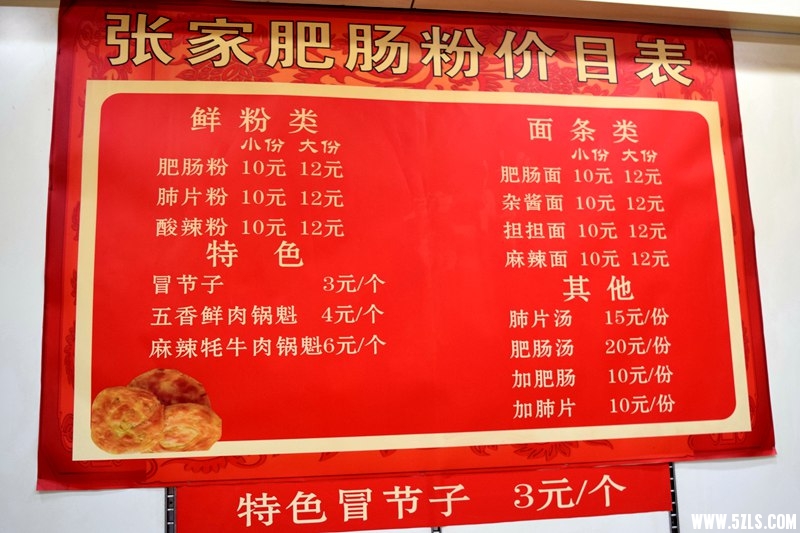 张家肥肠粉价目表
鲜粉类
小份 大份
肥肠粉 10元 12元
肺片粉 10元 12元
酸辣粉 10元 12元
特色
冒节子 3元/个
五香鲜肉锅魁 4元/个
麻辣牦牛肉锅魁6元/个
面条类
小份 大份
肥肠面 10元 12元
杂酱面 10元 12元
担担面 10元 12元
麻辣面 10元 12元
其他
肺片汤 15元/份
肥肠汤 20元/份
加肥肠 10元/份
加肺片 10元/份
特色冒节子 3元/个
WWW.5ZLS.COM